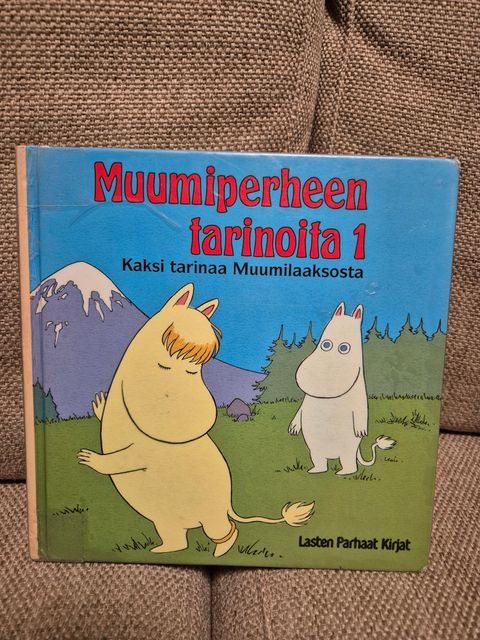 Muumiperheen
tarinoita 1
Kaksi tarinaa Muumilaaksosta
Lasten Parhaat Kirjat